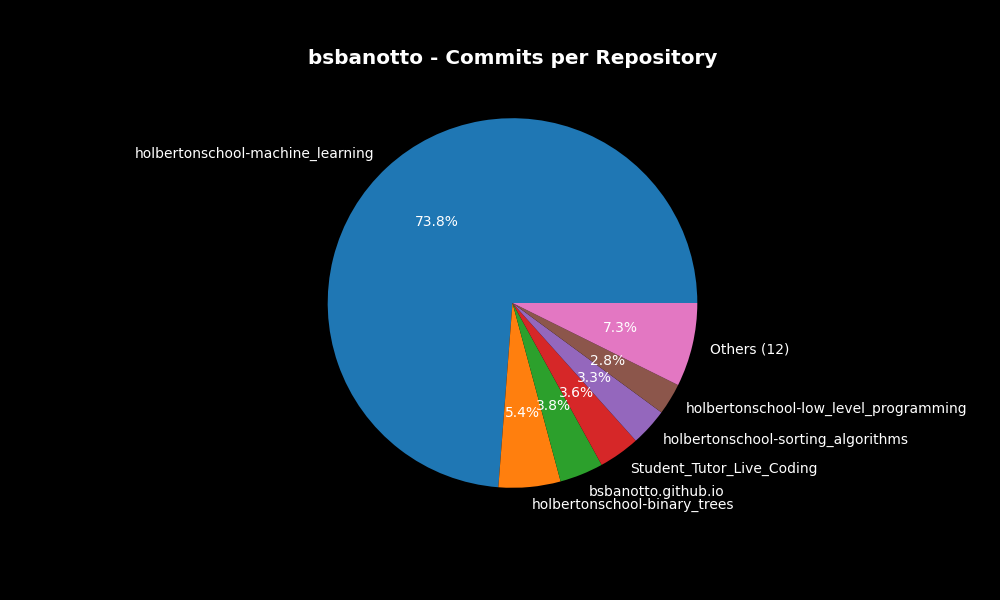 bsbanotto - Commits per Repository
holbertonschool-machine_learning
73.8%
7.3%
Others (12)
2.8%
3.3%
3.6%
3.8%
5.4%
holbertonschool-low_level_programming
holbertonschool-sorting_algorithms
Student_Tutor_Live_Coding
bsbanotto.github.io
holbertonschool-binary_trees